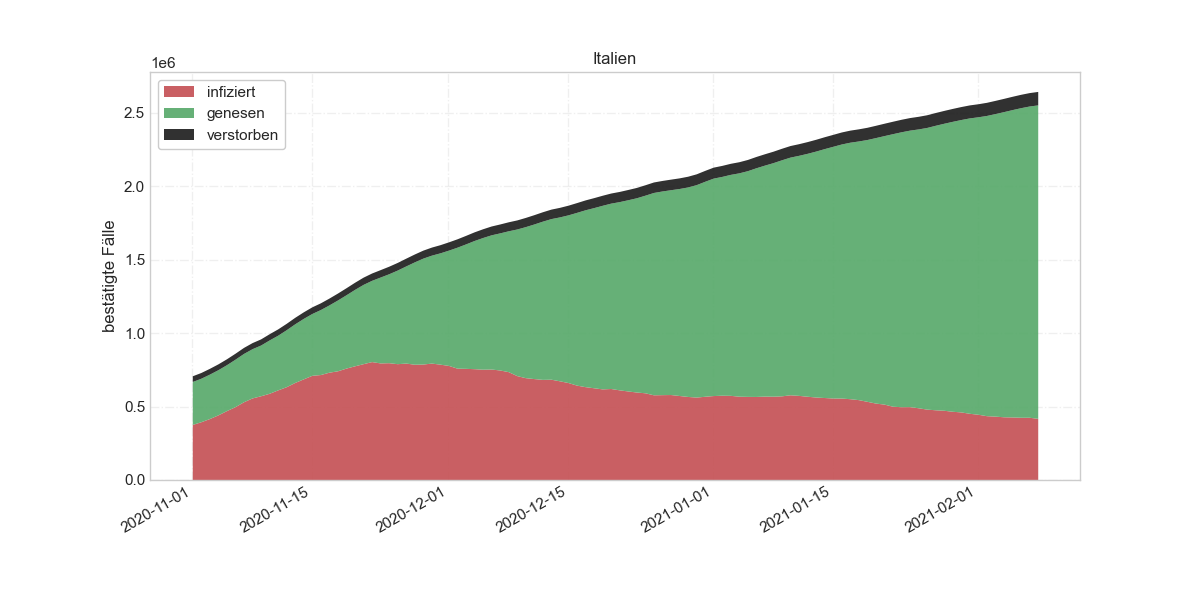 Italien
1e6
infiziert
genesen
verstorben
bestätigte Fälle
2.5
2.0
1.5
1.0
0.5
0.0
2020-11-01
2020-11-15
2020-12-01
2020-12-15
2021-01-01
2021-01-15
2021-02-01